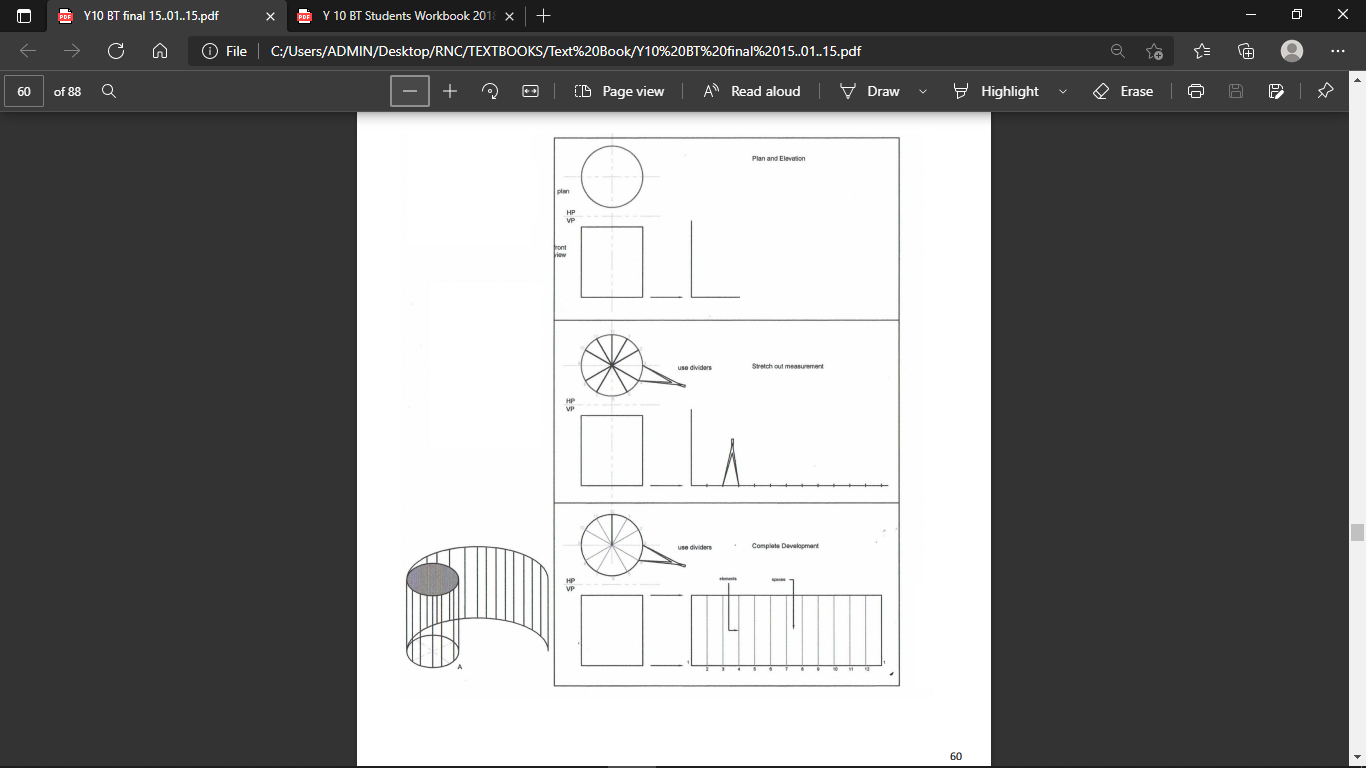 Y10 BT final 15..01..15.pdf
Y 10 BT Students Workbook 2018
File
C:/Users/ADMIN/Desktop/RNC/TEXTBOOKS/Text%20Book/Y10%20BT%20final%2015..01..15.pdf
60
of 88
Page view
Read aloud
Draw
Highlight
Erase
Plan and Elevation
plan
HP
VP
front
view
use dividers
Stretch out measurement
HP
VP
use dividers
Complete Development
elements
spaces
HP
VP
1 2 3 4 5 6 7 8 9 10 11 12 1
A
60